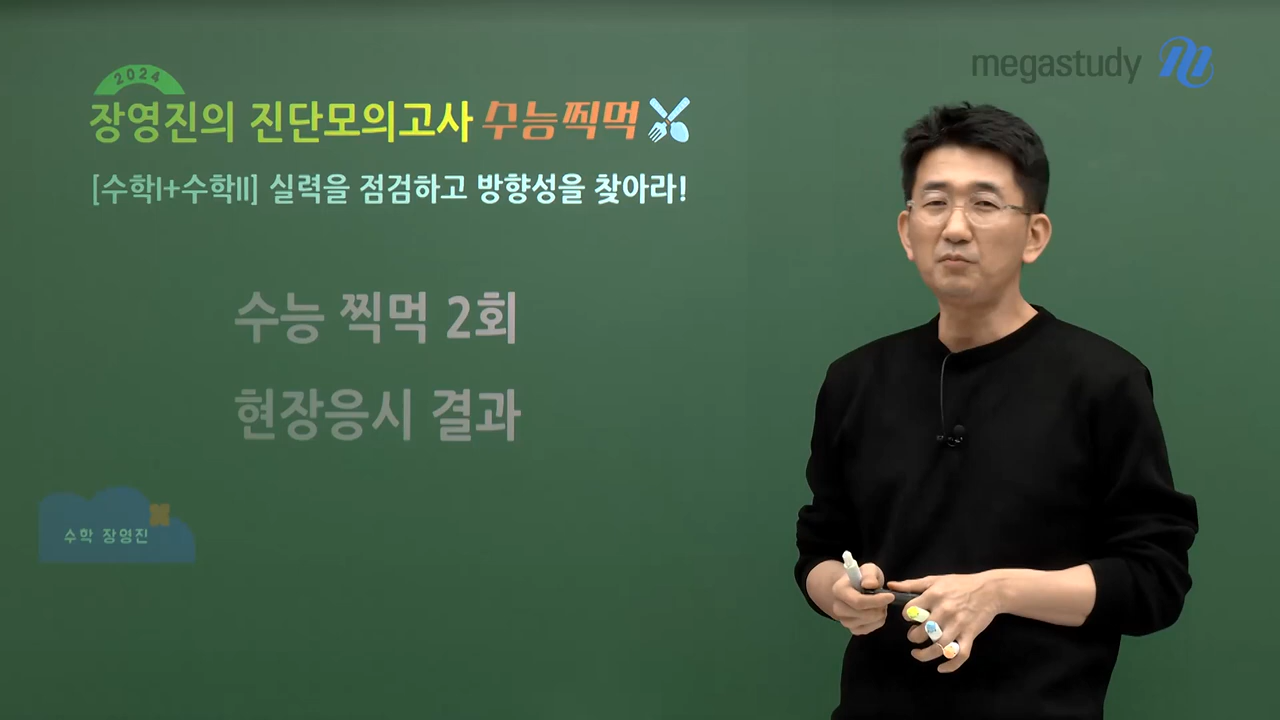 megastudy
2024
장영진의 진단모의고사 수능찍먹
[수학I+수학II] 실력을 점검하고 방향성을 찾아라!
수능 찍먹 2회
현장응시 결과
수학 장영진